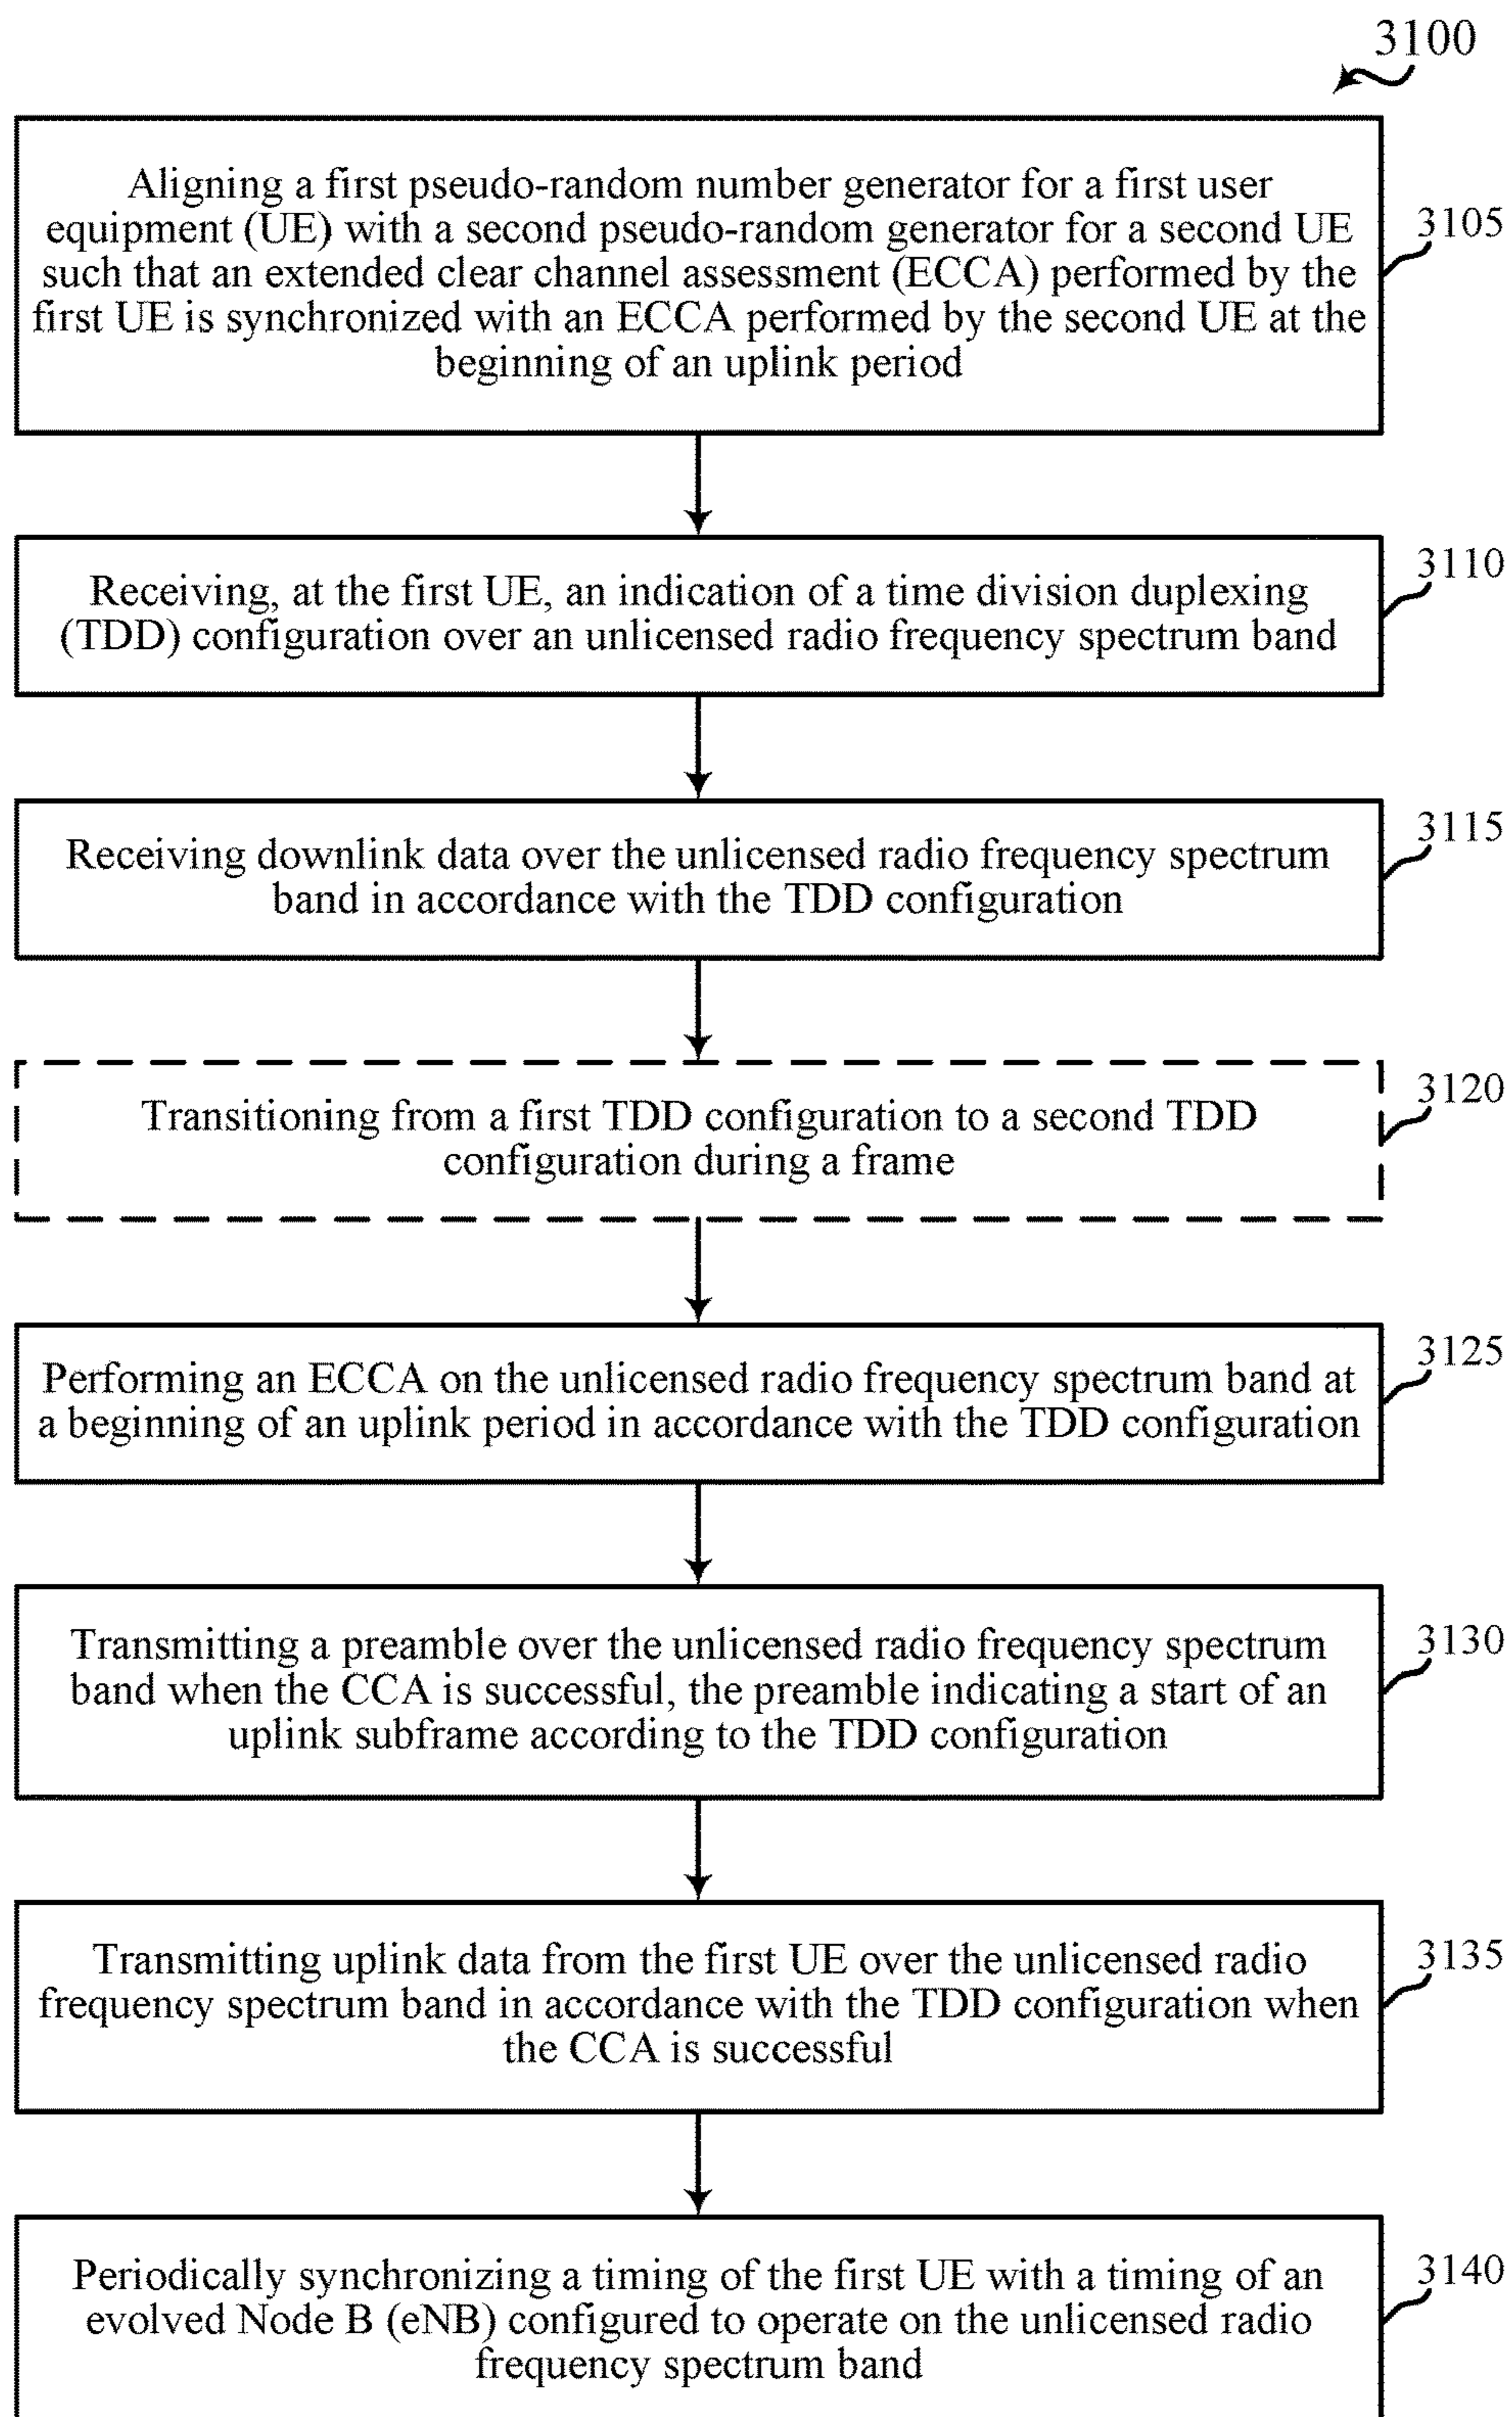 3100
Aligning a first pseudo-random number generator for a first user
equipment (UE) with a second pseudo-random generator for a second UE
such that an extended clear channel assessment (ECCA) performed by the
first UE is synchronized with an ECCA performed by the second UE at the
beginning of an uplink period
3105
Receiving, at the first UE, an indication of a time division duplexing
(TDD) configuration over an unlicensed radio frequency spectrum band
3110
Receiving downlink data over the unlicensed radio frequency spectrum
band in accordance with the TDD configuration
3115
Transitioning from a first TDD configuration to a second TDD
configuration during a frame
3120
Performing an ECCA on the unlicensed radio frequency spectrum band at
a beginning of an uplink period in accordance with the TDD configuration
3125
Transmitting a preamble over the unlicensed radio frequency spectrum
band when the CCA is successful, the preamble indicating a start of an
uplink subframe according to the TDD configuration
3130
Transmitting uplink data from the first UE over the unlicensed radio
frequency spectrum band in accordance with the TDD configuration when
the CCA is successful
3135
Periodically synchronizing a timing of the first UE with a timing of an
evolved Node B (eNB) configured to operate on the unlicensed radio
frequency spectrum band
3140